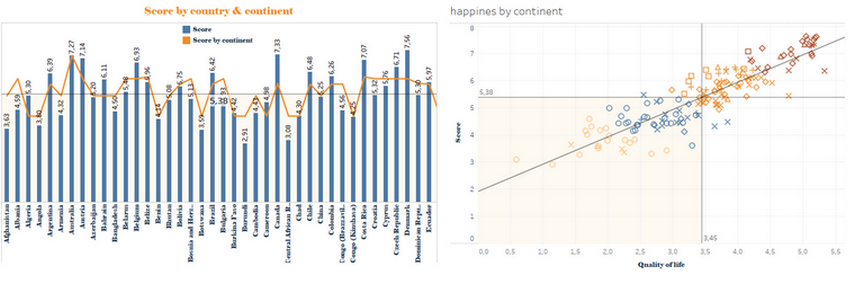 Score by country & continent
Score
Score by continent
3,63
4,59
5,30
6,39
4,32
7,27
7,14
5,20
6,11
4,50
6,93
5,96
5,08
5,75
5,13
3,59
6,42
5,38
4,42
2,91
4,98
7,33
3,08
4,30
6,48
5,25
6,26
4,56
7,07
5,32
5,76
6,71
7,56
5,97
Afghanistan
Albania
Algeria
Angola
Argentina
Armenia
Australia
Austria
Azerbaijan
Bahrain
Bangladesh
Belarus
Belgium
Belize
Benin
Bhutan
Bolivia
Bosnia and Herz..
Botswana
Brazil
Bulgaria
Burkina Faso
Burundi
Cambodia
Cameroon
Canada
Central African R..
Chad
Chile
China
Colombia
Congo (Brazzavil..
Congo (Kinshasa)
Costa Rica
Croatia
Cyprus
Czech Republic
Denmark
Dominican Repu..
Ecuador
happines by continent
Score
8
7
6
5,38
5
4
3
2
1
0
3,45
0,0 0,5 1,0 1,5 2,0 2,5 3,0 3,5 4,0 4,5 5,0 5,5
Quality of life